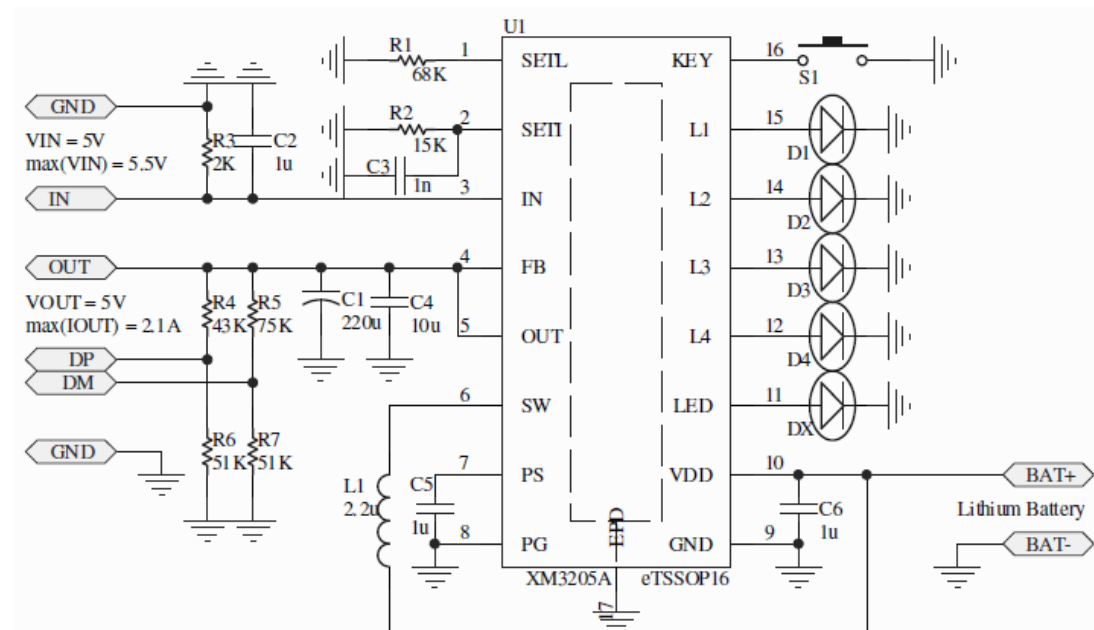 U1
R1
68K
1
SETL
KEY
16
S1
GND
VIN = 5V
max(VIN) = 5.5V
R3
2K
C2
1u
R2
15K
2
SETI
L1
15
D1
C3
1n
IN
3
IN
L2
14
D2
OUT
4
FB
L3
13
D3
VOUT = 5V
max(IOUT) = 2.1A
R4
43K
R5
75K
C1
220u
C4
10u
5
OUT
L4
12
D4
DP
DM
6
SW
LED
11
DX
GND
R6
51K
R7
51K
L1
2.2u
C5
1u
7
PS
VDD
10
BAT+
C6
1u
Lithium Battery
8
PG
EPD
GND
9
BAT-
XM3205A
eTSSOP16
17